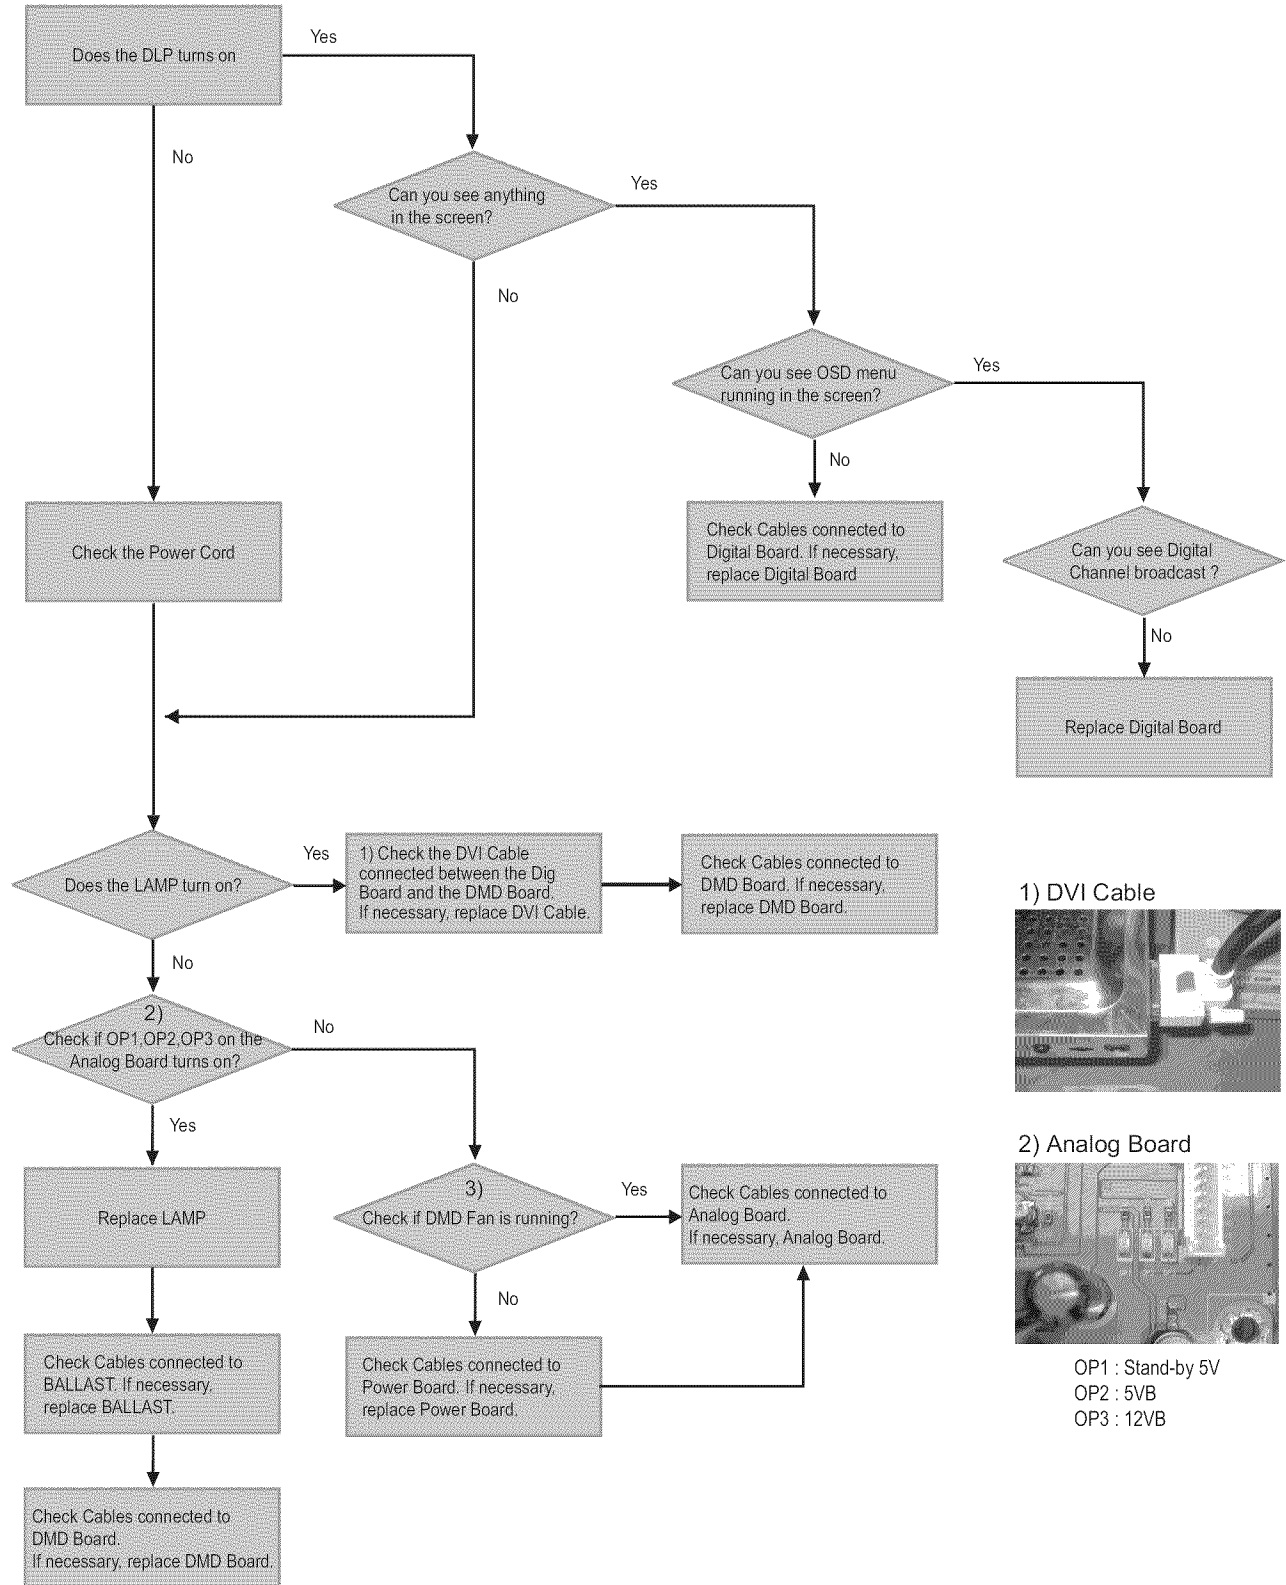 Does the DLP turns on
Yes
No
Can you see anything
in the screen?
Yes
No
Can you see OSD menu
running in the screen?
Yes
No
Check Cables connected to
Digital Board. If necessary,
replace Digital Board
Can you see Digital
Channel broadcast ?
No
Replace Digital Board
Check the Power Cord
Does the LAMP turn on?
Yes
1) Check the DVI Cable
connected between the Dig
Board and the DMD Board.
If necessary, replace DVI Cable.
Check Cables connected to
DMD Board. If necessary,
replace DMD Board.
No
2)
Check if OP1,OP2,OP3 on the
Analog Board turns on?
No
Yes
3)
Check if DMD Fan is running?
Yes
Check Cables connected to
Analog Board.
If necessary, Analog Board.
No
Check Cables connected to
Power Board. If necessary,
replace Power Board.
Replace LAMP
Check Cables connected to
BALLAST. If necessary,
replace BALLAST.
Check Cables connected to
DMD Board.
If necessary, replace DMD Board.
1) DVI Cable
2) Analog Board
OP1 : Stand-by 5V
OP2 : 5VB
OP3 : 12VB